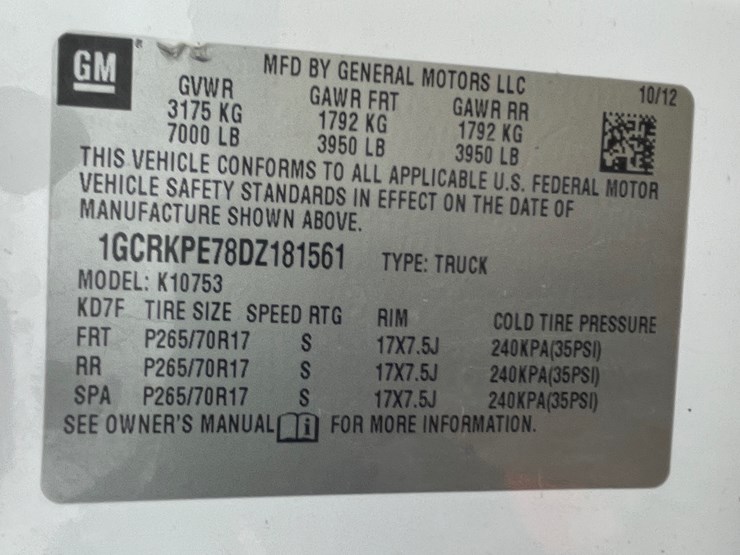 GM
MFD BY GENERAL MOTORS LLC 10/12
GVWR GAWR FRT GAWR RR
3175 KG 1792 KG 1792 KG
7000 LB 3950 LB 3950 LB
THIS VEHICLE CONFORMS TO ALL APPLICABLE U.S. FEDERAL MOTOR
VEHICLE SAFETY STANDARDS IN EFFECT ON THE DATE OF
MANUFACTURE SHOWN ABOVE.
1GCRKPE78DZ181561 TYPE: TRUCK
MODEL: K10753
KD7F TIRE SIZE SPEED RTG RIM COLD TIRE PRESSURE
FRT P265/70R17 S 17X7.5J 240KPA(35PSI)
RR P265/70R17 S 17X7.5J 240KPA(35PSI)
SPA P265/70R17 S 17X7.5J 240KPA(35PSI)
SEE OWNER'S MANUAL i FOR MORE INFORMATION.